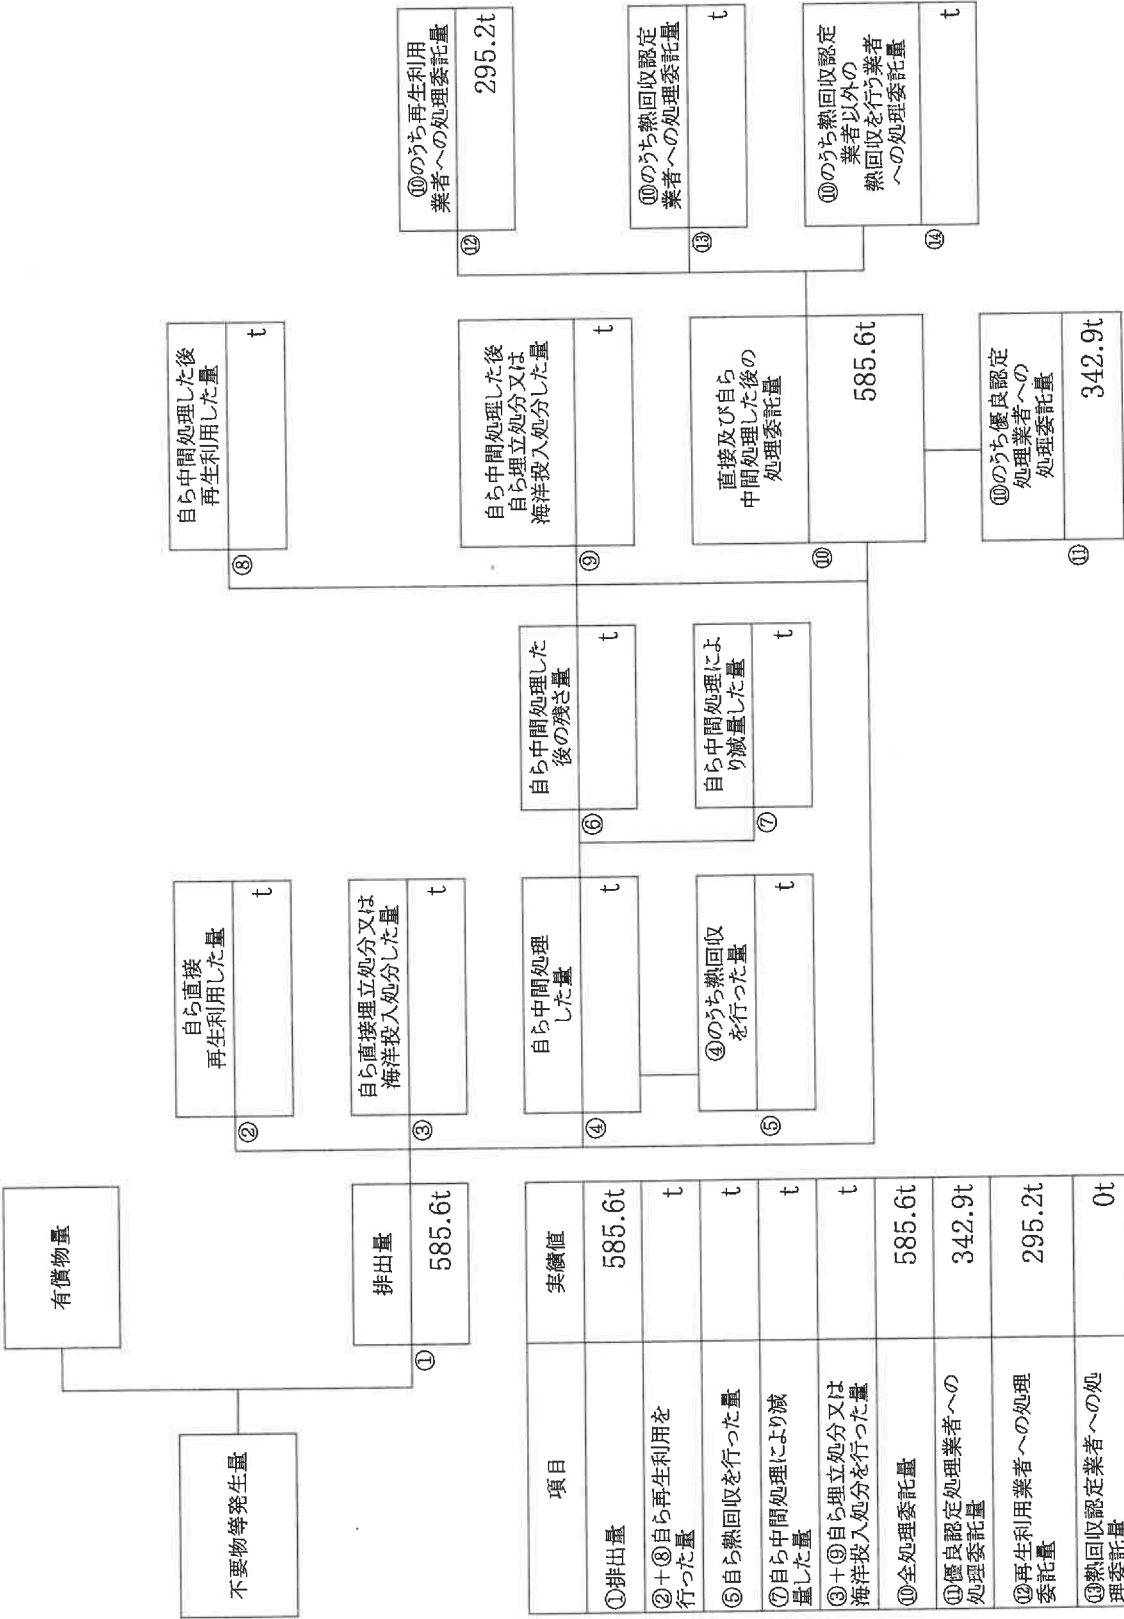 不要物等発生量
有償物量
排出量
①
585.6t
自ら直接
再生利用した量
②
t
自ら直接埋立処分又は
海洋投入処分した量
③
t
自ら中間処理
した量
④
t
④のうち熱回収
を行った量
⑤
t
自ら中間処理した
後の残さ量
⑥
t
自ら中間処理によ
り減量した量
⑦
t
自ら中間処理した後
再生利用した量
⑧
t
自ら中間処理した後
自ら埋立処分又は
海洋投入処分した量
⑨
t
直接及び自ら
中間処理した後の
処理委託量
⑩
585.6t
⑩のうち優良認定
処理業者への
処理委託量
⑪
342.9t
⑩のうち再生利用
業者への処理委託量
⑫
295.2t
⑩のうち熱回収認定
業者への処理委託量
⑬
t
⑩のうち熱回収認定
業者以外の
熱回収を行う業者
への処理委託量
⑭
t
項目 実績値
①排出量 585.6t
②+⑧自ら再生利用を
行った量 t
⑤自ら熱回収を行った量 t
⑦自ら中間処理により減
量した量 t
③+⑨自ら埋立処分又は
海洋投入処分を行った量 t
⑩全処理委託量 585.6t
⑪優良認定処理業者への
処理委託量 342.9t
⑫再生利用業者への処理
委託量 295.2t
⑬熱回収認定業者への処
理委託量 0t